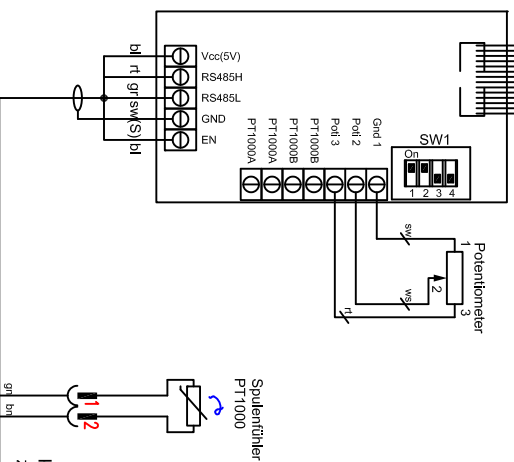 bl
rt
gr
sw(S)
bl
Vcc(5V)
RS485H
RS485L
GND
EN
PT1000A
PT1000A
PT1000B
PT1000B
Poti 3
Poti 2
Gnd 1
SW1
On
1 2 3 4
sw
ws
rt
1
2
3
Potentiometer
Spulenfühler
PT1000
1
2
gn
bn